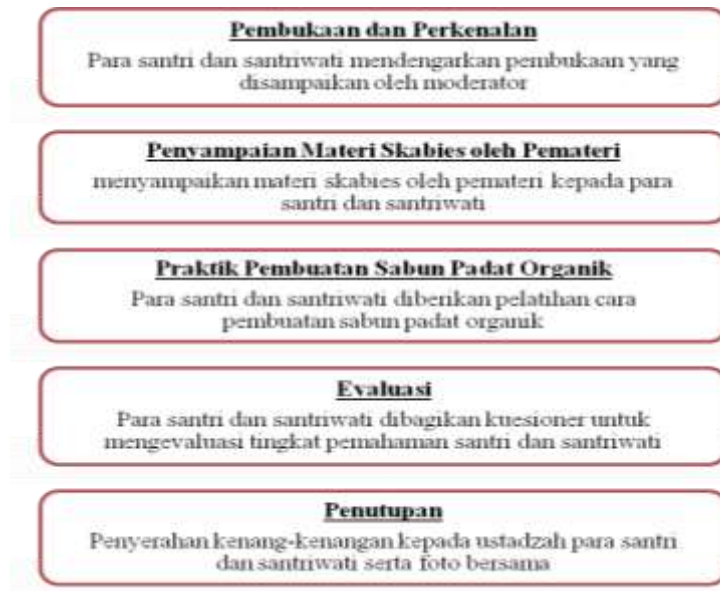 Pembukaan dan Perkenalan
Para santri dan santriwati mendengarkan pembukaan yang
disampaikan oleh moderator
Penyampaian Materi Skabies oleh Pemateri
menyampaikan materi skabies oleh pemateri kepada para
santri dan santriwati
Praktik Pembuatan Sabun Padat Organik
Para santri dan santriwati diberikan pelatihan cara
pembuatan sabun padat organik
Evaluasi
Para santri dan santriwati dibagikan kuesioner untuk
mengevaluasi tingkat pemahaman santri dan santriwati
Penutupan
Penyerahan kenang-kenangan kepada ustadzah para santri
dan santriwati serta foto bersama